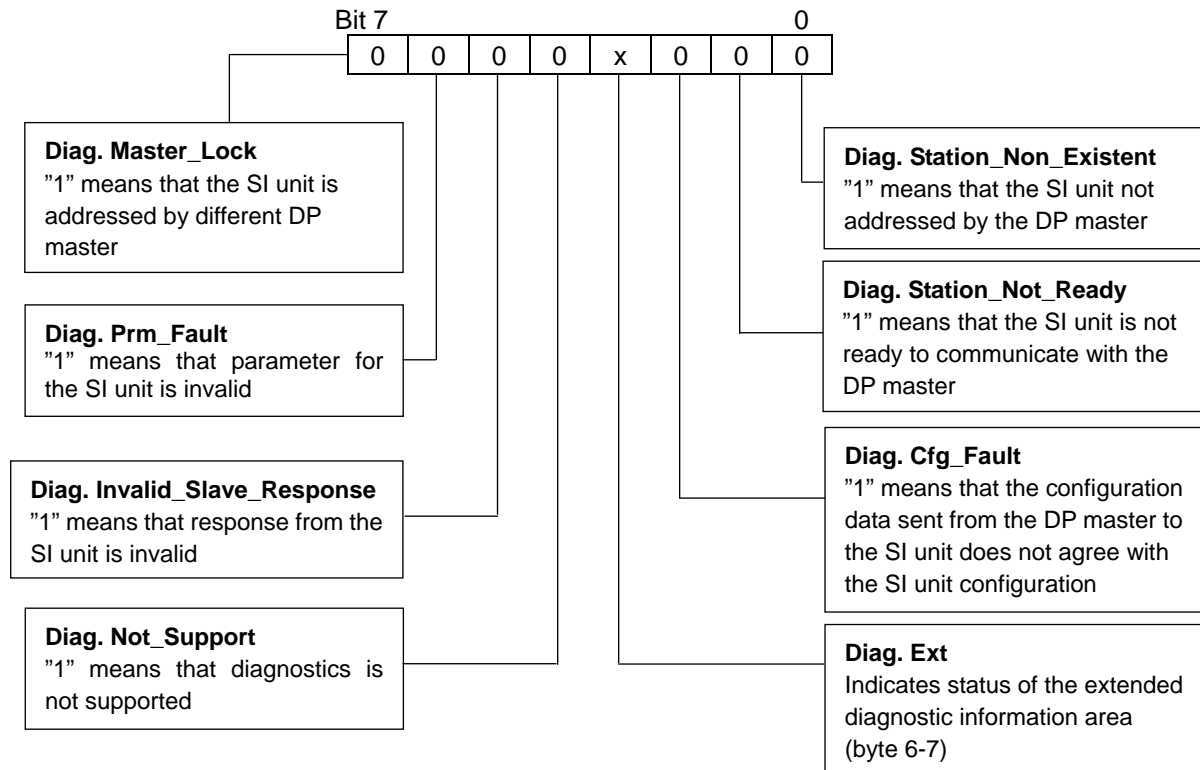 Bit 7 0
0 0 0 0 x 0 0 0
Diag. Master_Lock
”1” means that the SI unit is
addressed by different DP
master
Diag. Prm_Fault
”1” means that parameter for
the SI unit is invalid
Diag. Invalid_Slave_Response
”1” means that response from the
SI unit is invalid
Diag. Not_Support
”1” means that diagnostics is
not supported
Diag. Station_Non_Existent
”1” means that the SI unit not
addressed by the DP master
Diag. Station_Not_Ready
”1” means that the SI unit is not
ready to communicate with the
DP master
Diag. Cfg_Fault
”1” means that the configuration
data sent from the DP master to
the SI unit does not agree with
the SI unit configuration
Diag. Ext
Indicates status of the extended
diagnostic information area
(byte 6-7)